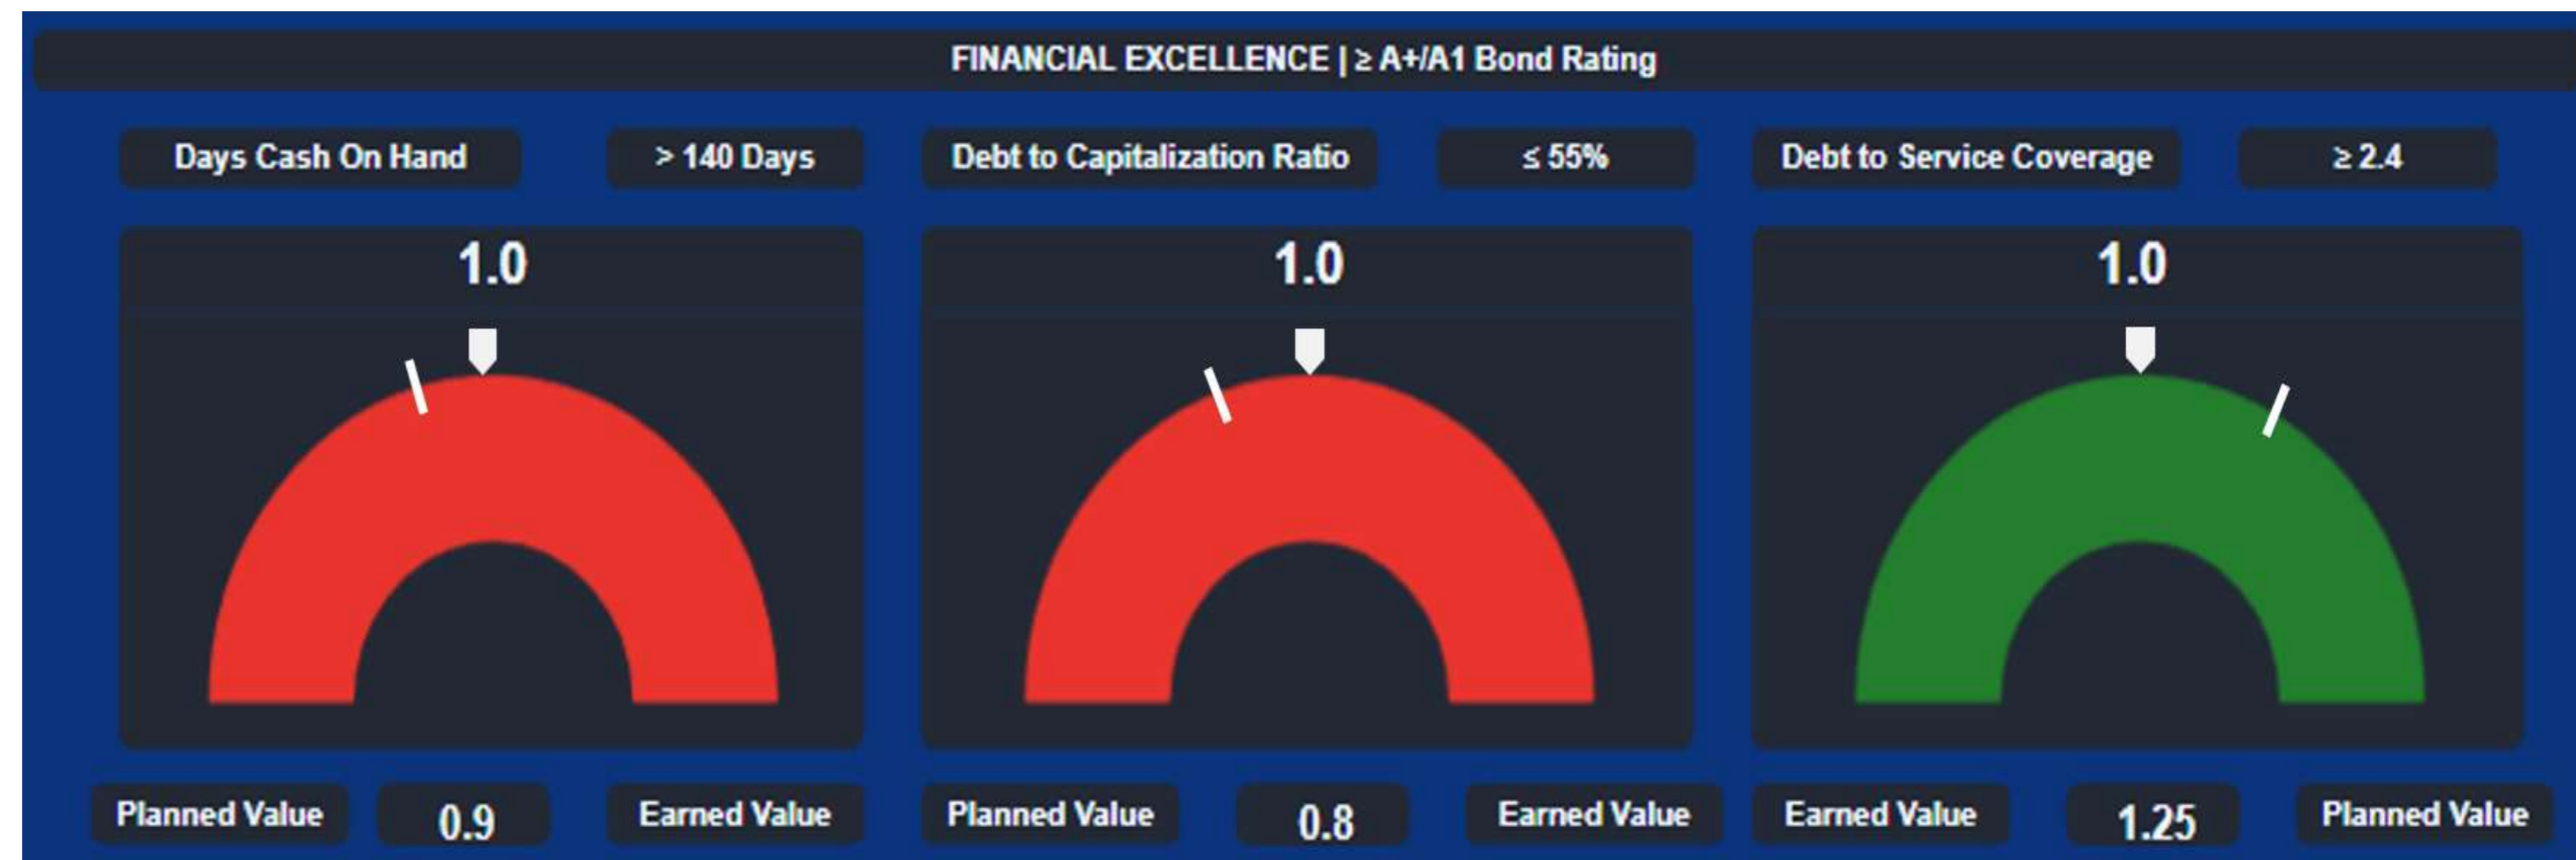 FINANCIAL EXCELLENCE | ≥ A+/A1 Bond Rating
Days Cash On Hand
> 140 Days
Debt to Capitalization Ratio
≤ 55%
Debt to Service Coverage
≥ 2.4
1.0
1.0
1.0
Planned Value
0.9
Earned Value
Planned Value
0.8
Earned Value
Earned Value
1.25
Planned Value